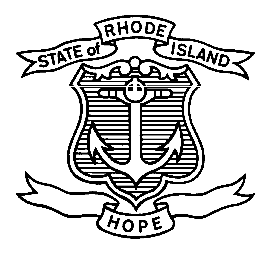 STATE of RHODE ISLAND
HOPE